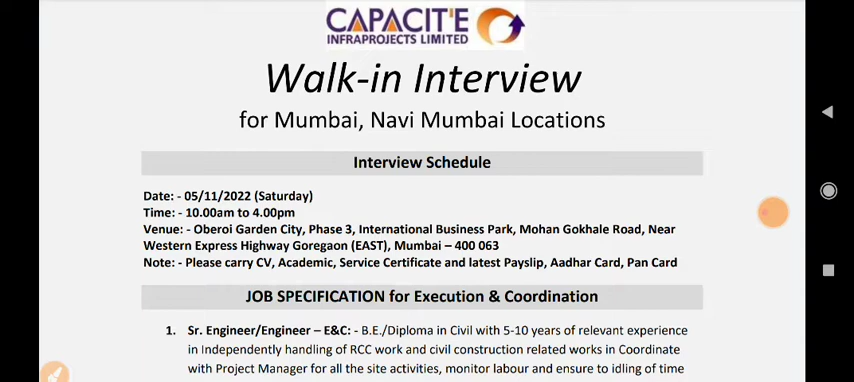 CAPACIT'E
INFRAPROJECTS LIMITED
Walk-in Interview
for Mumbai, Navi Mumbai Locations
Interview Schedule
Date: - 05/11/2022 (Saturday)
Time: - 10.00am to 4.00pm
Venue: - Oberoi Garden City, Phase 3, International Business Park, Mohan Gokhale Road, Near
Western Express Highway Goregaon (EAST), Mumbai – 400 063
Note: - Please carry CV, Academic, Service Certificate and latest Payslip, Aadhar Card, Pan Card
JOB SPECIFICATION for Execution & Coordination
1. Sr. Engineer/Engineer – E&C: - B.E./Diploma in Civil with 5-10 years of relevant experience
in Independently handling of RCC work and civil construction related works in Coordinate
with Project Manager for all the site activities, monitor labour and ensure to idling of time